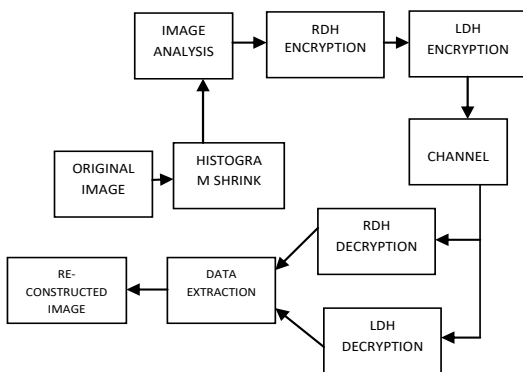 IMAGE
ANALYSIS
RDH
ENCRYPTION
LDH
ENCRYPTION
ORIGINAL
IMAGE
HISTOGRA
M SHRINK
CHANNEL
RDH
DECRYPTION
RE-
CONSTRUCTED
IMAGE
DATA
EXTRACTION
LDH
DECRYPTION